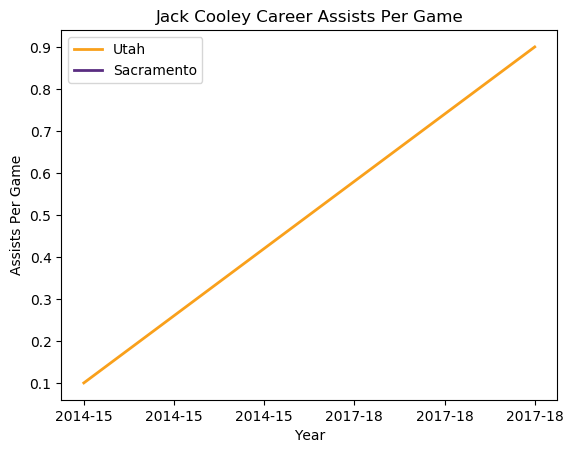 Jack Cooley Career Assists Per Game
Utah
Sacramento
0.9
0.8
0.7
0.6
0.5
0.4
0.3
0.2
0.1
Assists Per Game
2014-15 2014-15 2014-15 2017-18 2017-18 2017-18
Year